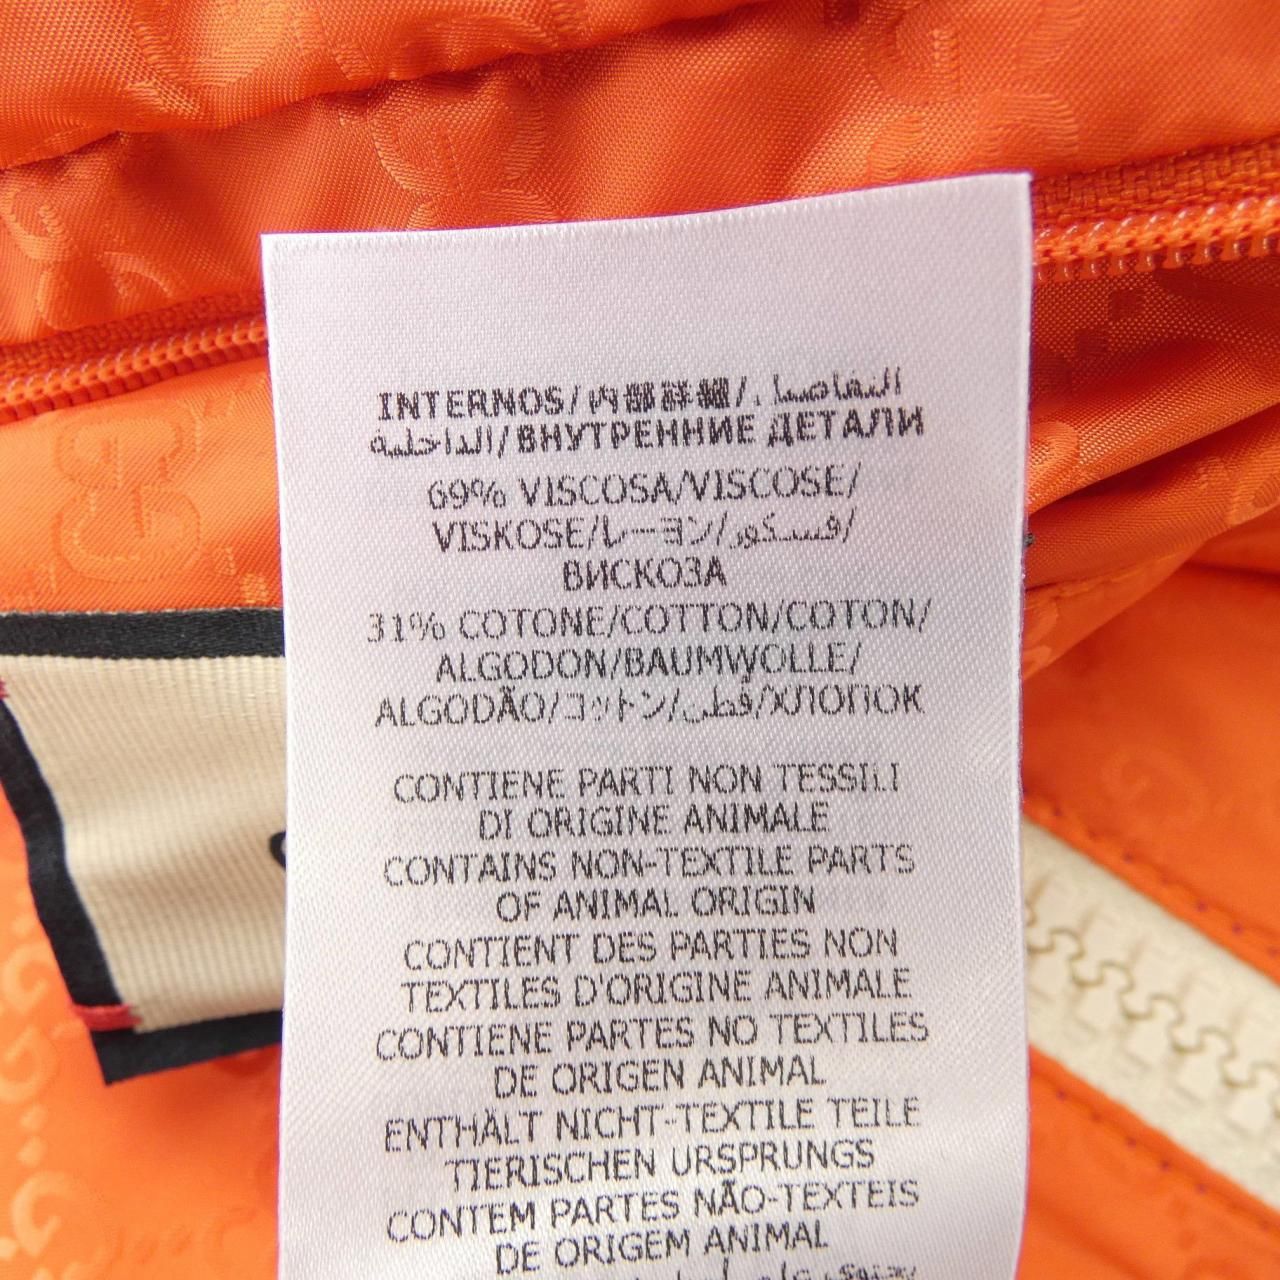 INTERNOS/内部詳細/التفاصيل
الداخلية/ВНУТРЕННИЕ ДЕТАЛИ
69% VISCOSA/VISCOSE/
VISKOSE/レーヨン/فسكوز/
ВИСКОЗА
31% COTONE/COTTON/COTON/
ALGODON/BAUMWOLLE/
ALGODÃO/コットン/قطن/ХЛОПОК
CONTIENE PARTI NON TESSILI
DI ORIGINE ANIMALE
CONTAINS NON-TEXTILE PARTS
OF ANIMAL ORIGIN
CONTIENT DES PARTIES NON
TEXTILES D'ORIGINE ANIMALE
CONTIENE PARTES NO TEXTILES
DE ORIGEN ANIMAL
ENTHÄLT NICHT-TEXTILE TEILE
TIERISCHEN URSPRUNGS
CONTEM PARTES NÃO-TEXTEIS
DE ORIGEM ANIMAL